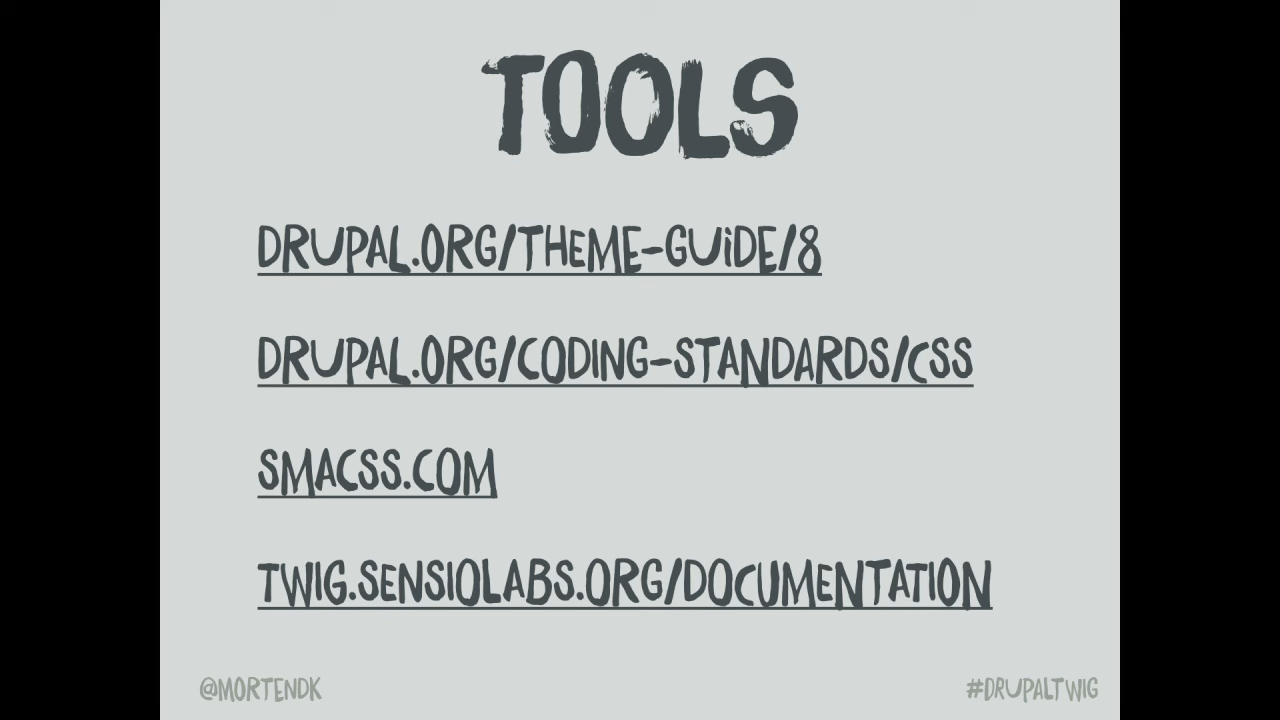 TOOLS
DRUPAL.ORG/THEME-GUiDE/8
DRUPAL.ORG/CODING-STANDARDS/CSS
SMACSS.COM
TWIG.SENSIOLABS.ORG/DOCUMENTATION
@MORTENDK #DRUPALTWIG